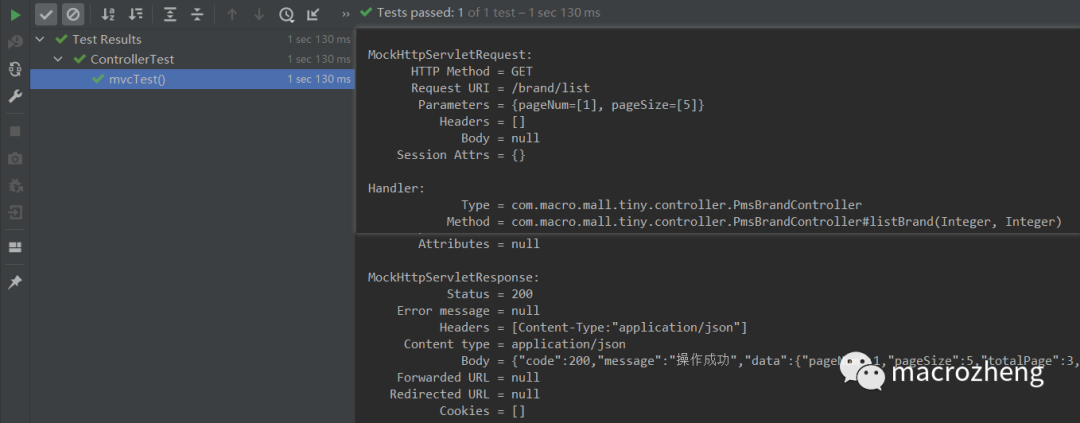 Tests passed: 1 of 1 test – 1 sec 130 ms
Test Results 1 sec 130 ms
ControllerTest 1 sec 130 ms
mvcTest() 1 sec 130 ms
MockHttpServletRequest:
HTTP Method = GET
Request URI = /brand/list
Parameters = {pageNum=[1], pageSize=[5]}
Headers = []
Body = null
Session Attrs = {}
Handler:
Type = com.macro.mall.tiny.controller.PmsBrandController
Method = com.macro.mall.tiny.controller.PmsBrandController#listBrand(Integer, Integer)
Attributes = null
MockHttpServletResponse:
Status = 200
Error message = null
Headers = [Content-Type:"application/json"]
Content type = application/json
Body = {"code":200,"message":"操作成功","data":{"pageN 1,"pageSize":5,"totalPage":3,
Forwarded URL = null
Redirected URL = null
Cookies = []
macrozheng